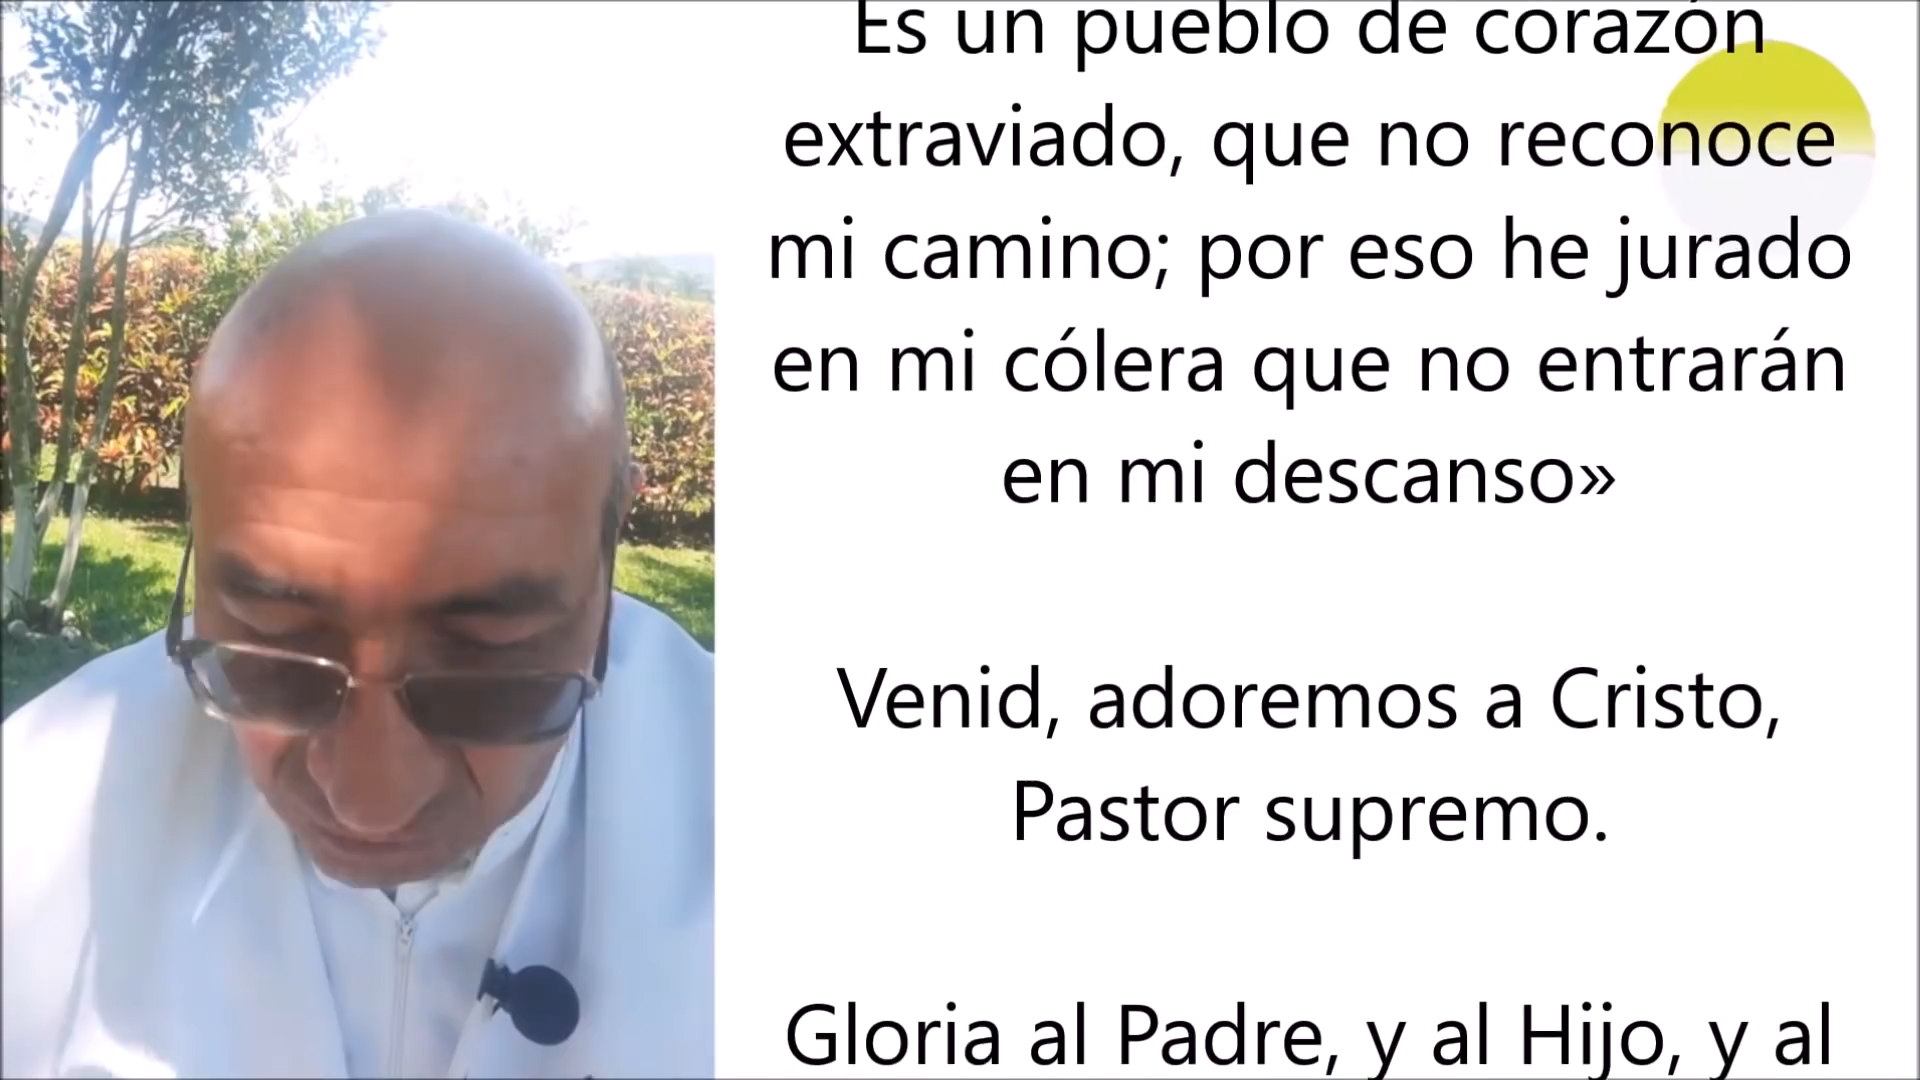 Es un pueblo de corazón
extraviado, que no reconoce
mi camino; por eso he jurado
en mi cólera que no entrarán
en mi descanso»
Venid, adoremos a Cristo,
Pastor supremo.
Gloria al Padre, y al Hijo, y al